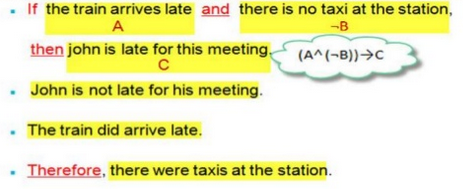 If the train arrives late and there is no taxi at the station,
A ¬B
then john is late for this meeting.
C
(A^(¬B))→C
John is not late for his meeting.
The train did arrive late.
Therefore, there were taxis at the station.